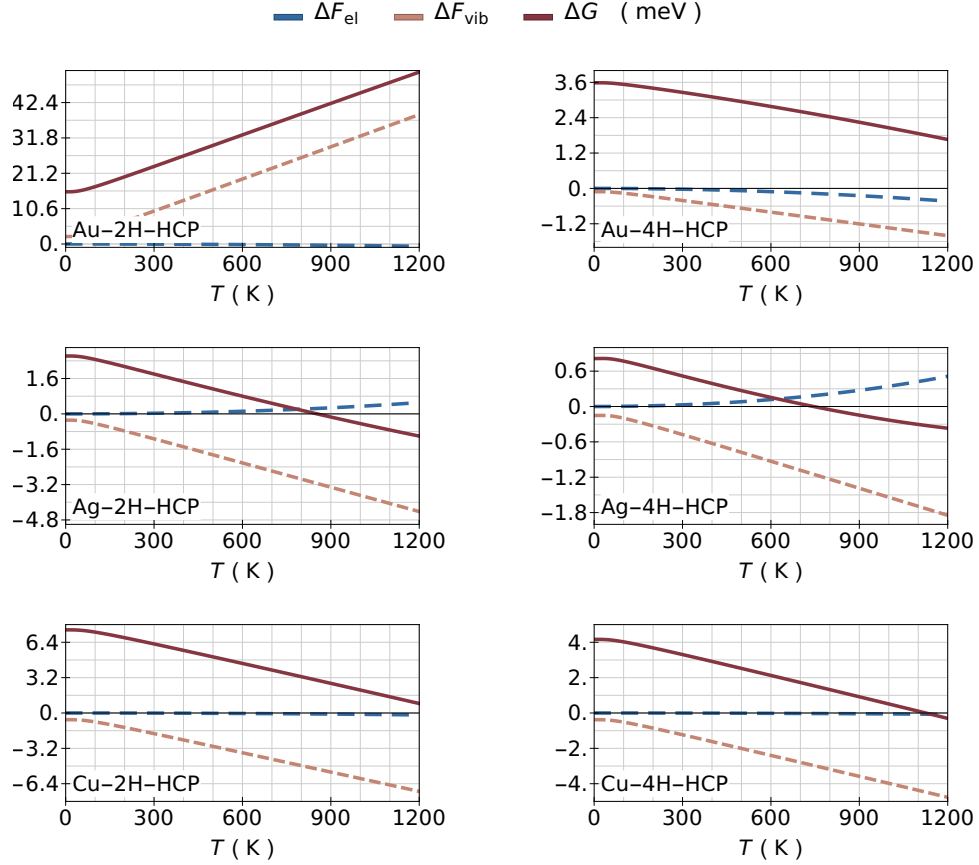 ΔF_el ΔF_vib ΔG ( meV )
42.4
31.8
21.2
10.6
0.
Au−2H−HCP
0 300 600 900 1200
T ( K )
3.6
2.4
1.2
0.
−1.2
Au−4H−HCP
0 300 600 900 1200
T ( K )
1.6
0.
−1.6
−3.2
−4.8
Ag−2H−HCP
0 300 600 900 1200
T ( K )
0.6
0.
−0.6
−1.2
−1.8
Ag−4H−HCP
0 300 600 900 1200
T ( K )
6.4
3.2
0.
−3.2
−6.4
Cu−2H−HCP
0 300 600 900 1200
T ( K )
4.
2.
0.
−2.
−4.
Cu−4H−HCP
0 300 600 900 1200
T ( K )